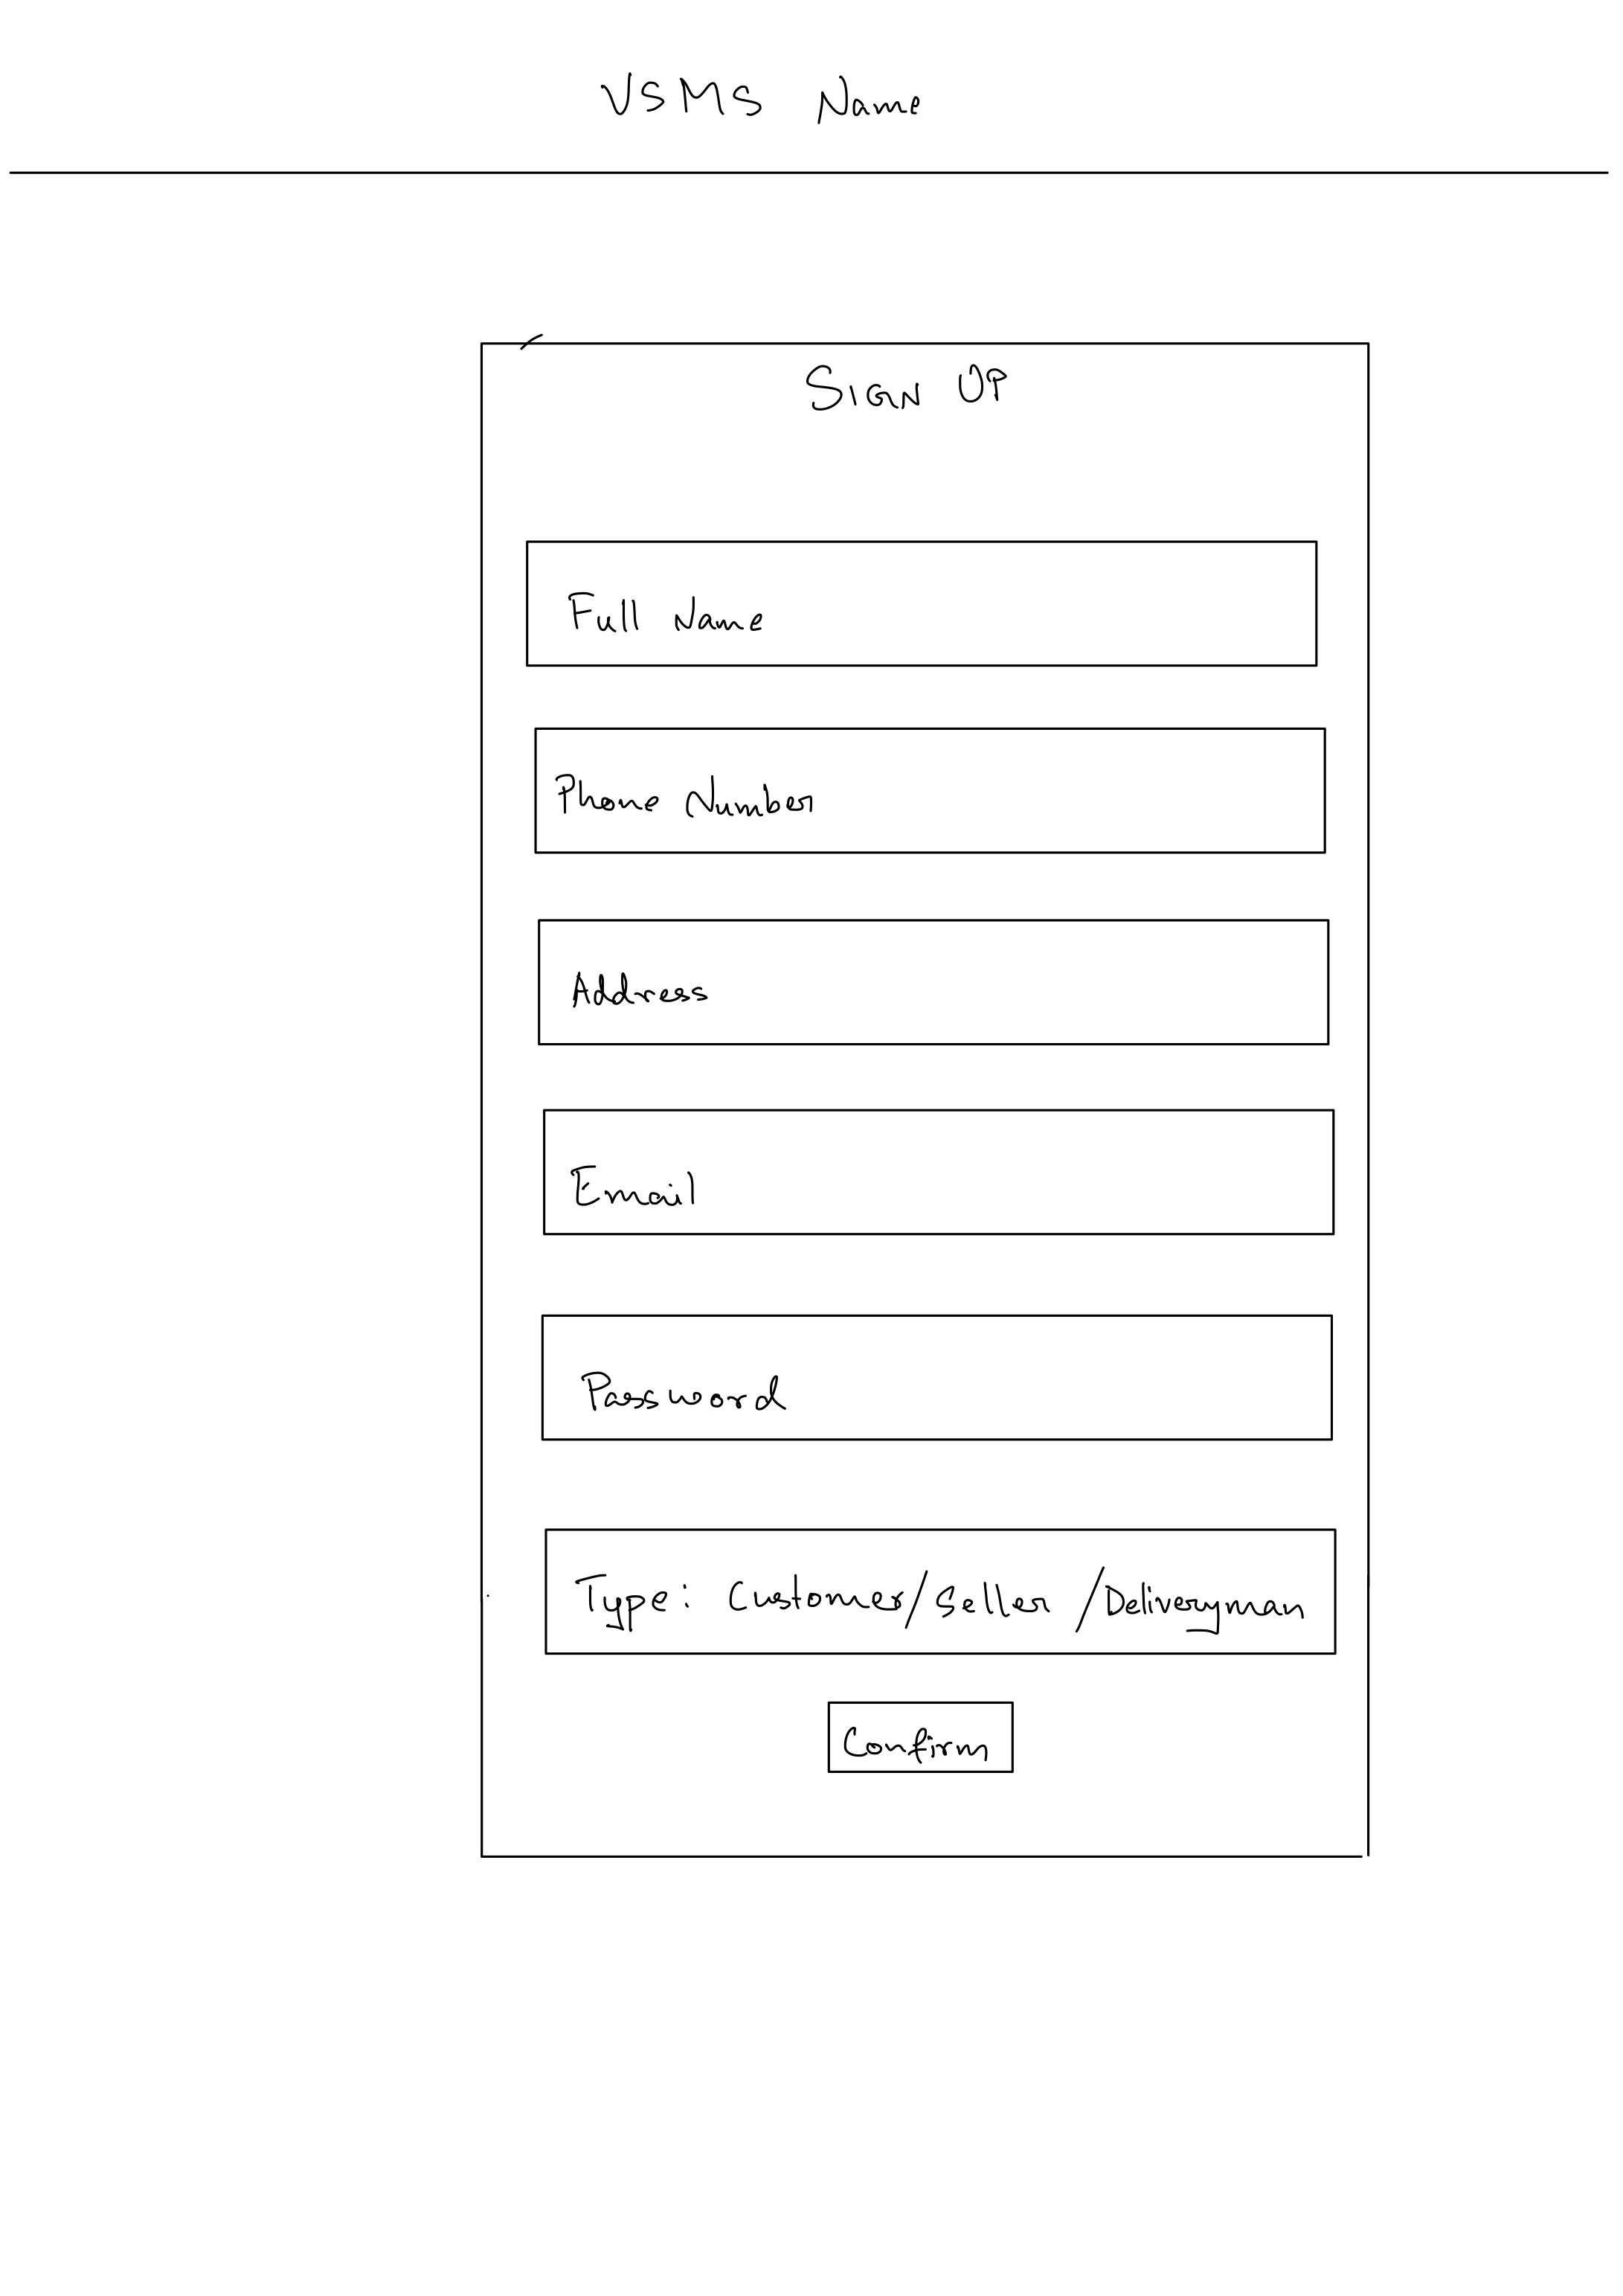 VSMS Name
SIGN UP
Full Name
Phone Number
Address
Email
Password
Type: Customer/Seller/Deliveryman
Confirm